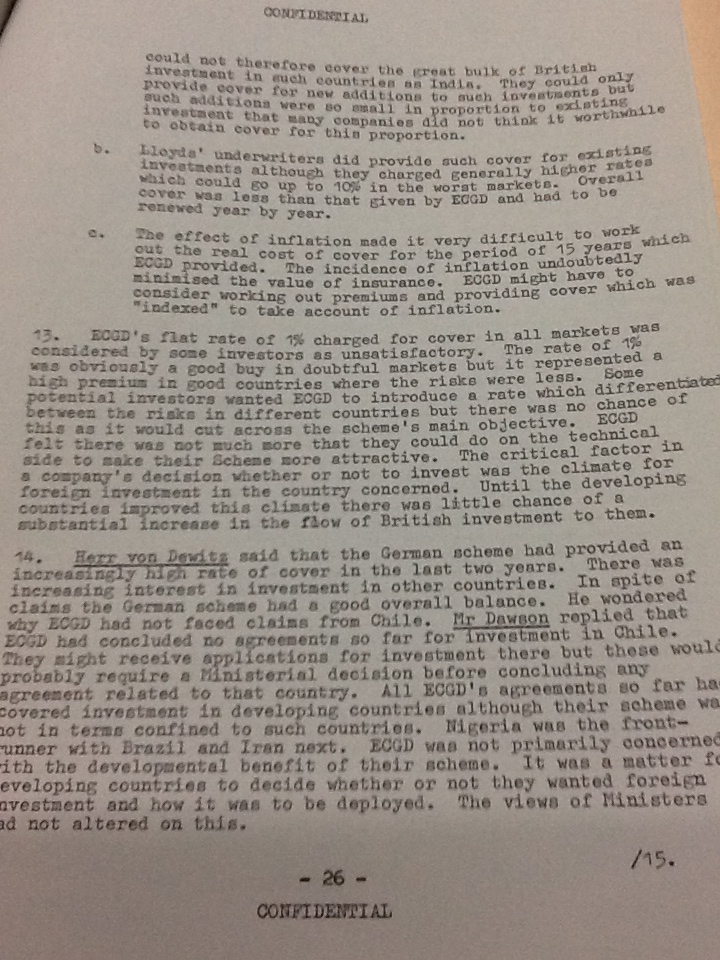 CONFIDENTIAL
could not therefore cover the great bulk of British
investment in such countries as India. They could only
provide cover for new additions to such investments but
such additions were so small in proportion to existing
investment that many companies did not think it worthwhile
to obtain cover for this proportion.
b. Lloyds' underwriters did provide such cover for existing
investments although they charged generally higher rates
which could go up to 10% in the worst markets. Overall
cover was less than that given by ECGD and had to be
renewed year by year.
c. The effect of inflation made it very difficult to work
out the real cost of cover for the period of 15 years which
ECGD provided. The incidence of inflation undoubtedly
minimised the value of insurance. ECGD might have to
consider working out premiums and providing cover which was
"indexed" to take account of inflation.
13. ECGD's flat rate of 1% charged for cover in all markets was
considered by some investors as unsatisfactory. The rate of 1%
was obviously a good buy in doubtful markets but it represented a
high premium in good countries where the risks were less. Some
potential investors wanted ECGD to introduce a rate which differentiated
between the risks in different countries but there was no chance of
this as it would cut across the scheme's main objective. ECGD
felt there was not much more that they could do on the technical
side to make their Scheme more attractive. The critical factor in
a company's decision whether or not to invest was the climate for
foreign investment in the country concerned. Until the developing
countries improved this climate there was little chance of a
substantial increase in the flow of British investment to them.
14. Herr von Dewitz said that the German scheme had provided an
increasingly high rate of cover in the last two years. There was
increasing interest in investment in other countries. In spite of
claims the German scheme had a good overall balance. He wondered
why ECGD had not faced claims from Chile. Mr Dawson replied that
ECGD had concluded no agreements so far for investment in Chile.
They might receive applications for investment there but these would
probably require a Ministerial decision before concluding any
agreement related to that country. All ECGD's agreements so far ha
covered investment in developing countries although their scheme wa
not in terms confined to such countries. Nigeria was the front-
runner with Brazil and Iran next. ECGD was not primarily concerned
ith the developmental benefit of their scheme. It was a matter fo
eveloping countries to decide whether or not they wanted foreign
nvestment and how it was to be deployed. The views of Ministers
ad not altered on this.
/15.
- 26 -
CONFIDENTIAL